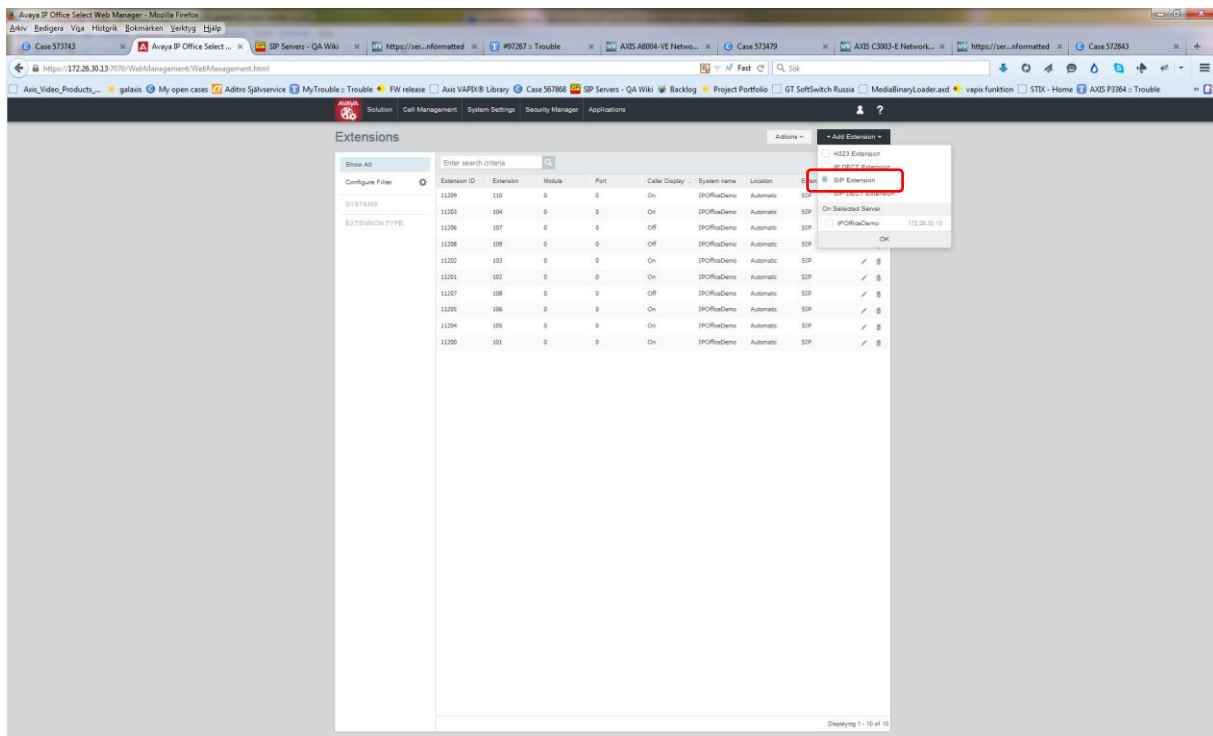 Avaya IP Office Select Web Manager - Mozilla Firefox
Arkiv Redigera Visa Historik Bokmärken Verktyg Hjälp
Case 573743
Avaya IP Office Select ...
SIP Servers - QA Wiki
https://ser...nformatted
#97267 :: Trouble
AXIS A8004-VE Netwo...
Case 573479
AXIS C3003-E Network...
https://ser...nformatted
Case 572843
https://172.26.30.13:7070/WebManagement/WebManagement.html
Fast
Sök
Axis_Video_Products_...
galaxis
My open cases
Aditro Självservice
MyTrouble :: Trouble
FW release
Axis VAPIX® Library
Case 567868
SIP Servers - QA Wiki
Backlog
Project Portfolio
GT SoftSwitch Russia
MediaBinaryLoader.axd
vapix funktion
STIX - Home
AXIS P3364 :: Trouble
AVAYA
Solution Call Management System Settings Security Manager Applications
?
Extensions
Actions
+ Add Extension
H323 Extension
IP DECT Extension
SIP Extension
SIP DECT Extension
On Selected Server
IPOfficeDemo 172.26.30.13
OK
Show All
Configure Filter
SYSTEMS
EXTENSION TYPE
Enter search criteria
Extension ID Extension Module Port Caller Display ... System name Location
11209 110 0 0 On IPOfficeDemo Automatic SIP
11203 104 0 0 On IPOfficeDemo Automatic SIP
11206 107 0 0 Off IPOfficeDemo Automatic SIP
11208 109 0 0 Off IPOfficeDemo Automatic SIP
11202 103 0 0 On IPOfficeDemo Automatic SIP
11201 102 0 0 On IPOfficeDemo Automatic SIP
11207 108 0 0 Off IPOfficeDemo Automatic SIP
11205 106 0 0 On IPOfficeDemo Automatic SIP
11204 105 0 0 On IPOfficeDemo Automatic SIP
11200 101 0 0 On IPOfficeDemo Automatic SIP
Displaying 1 - 10 of 10